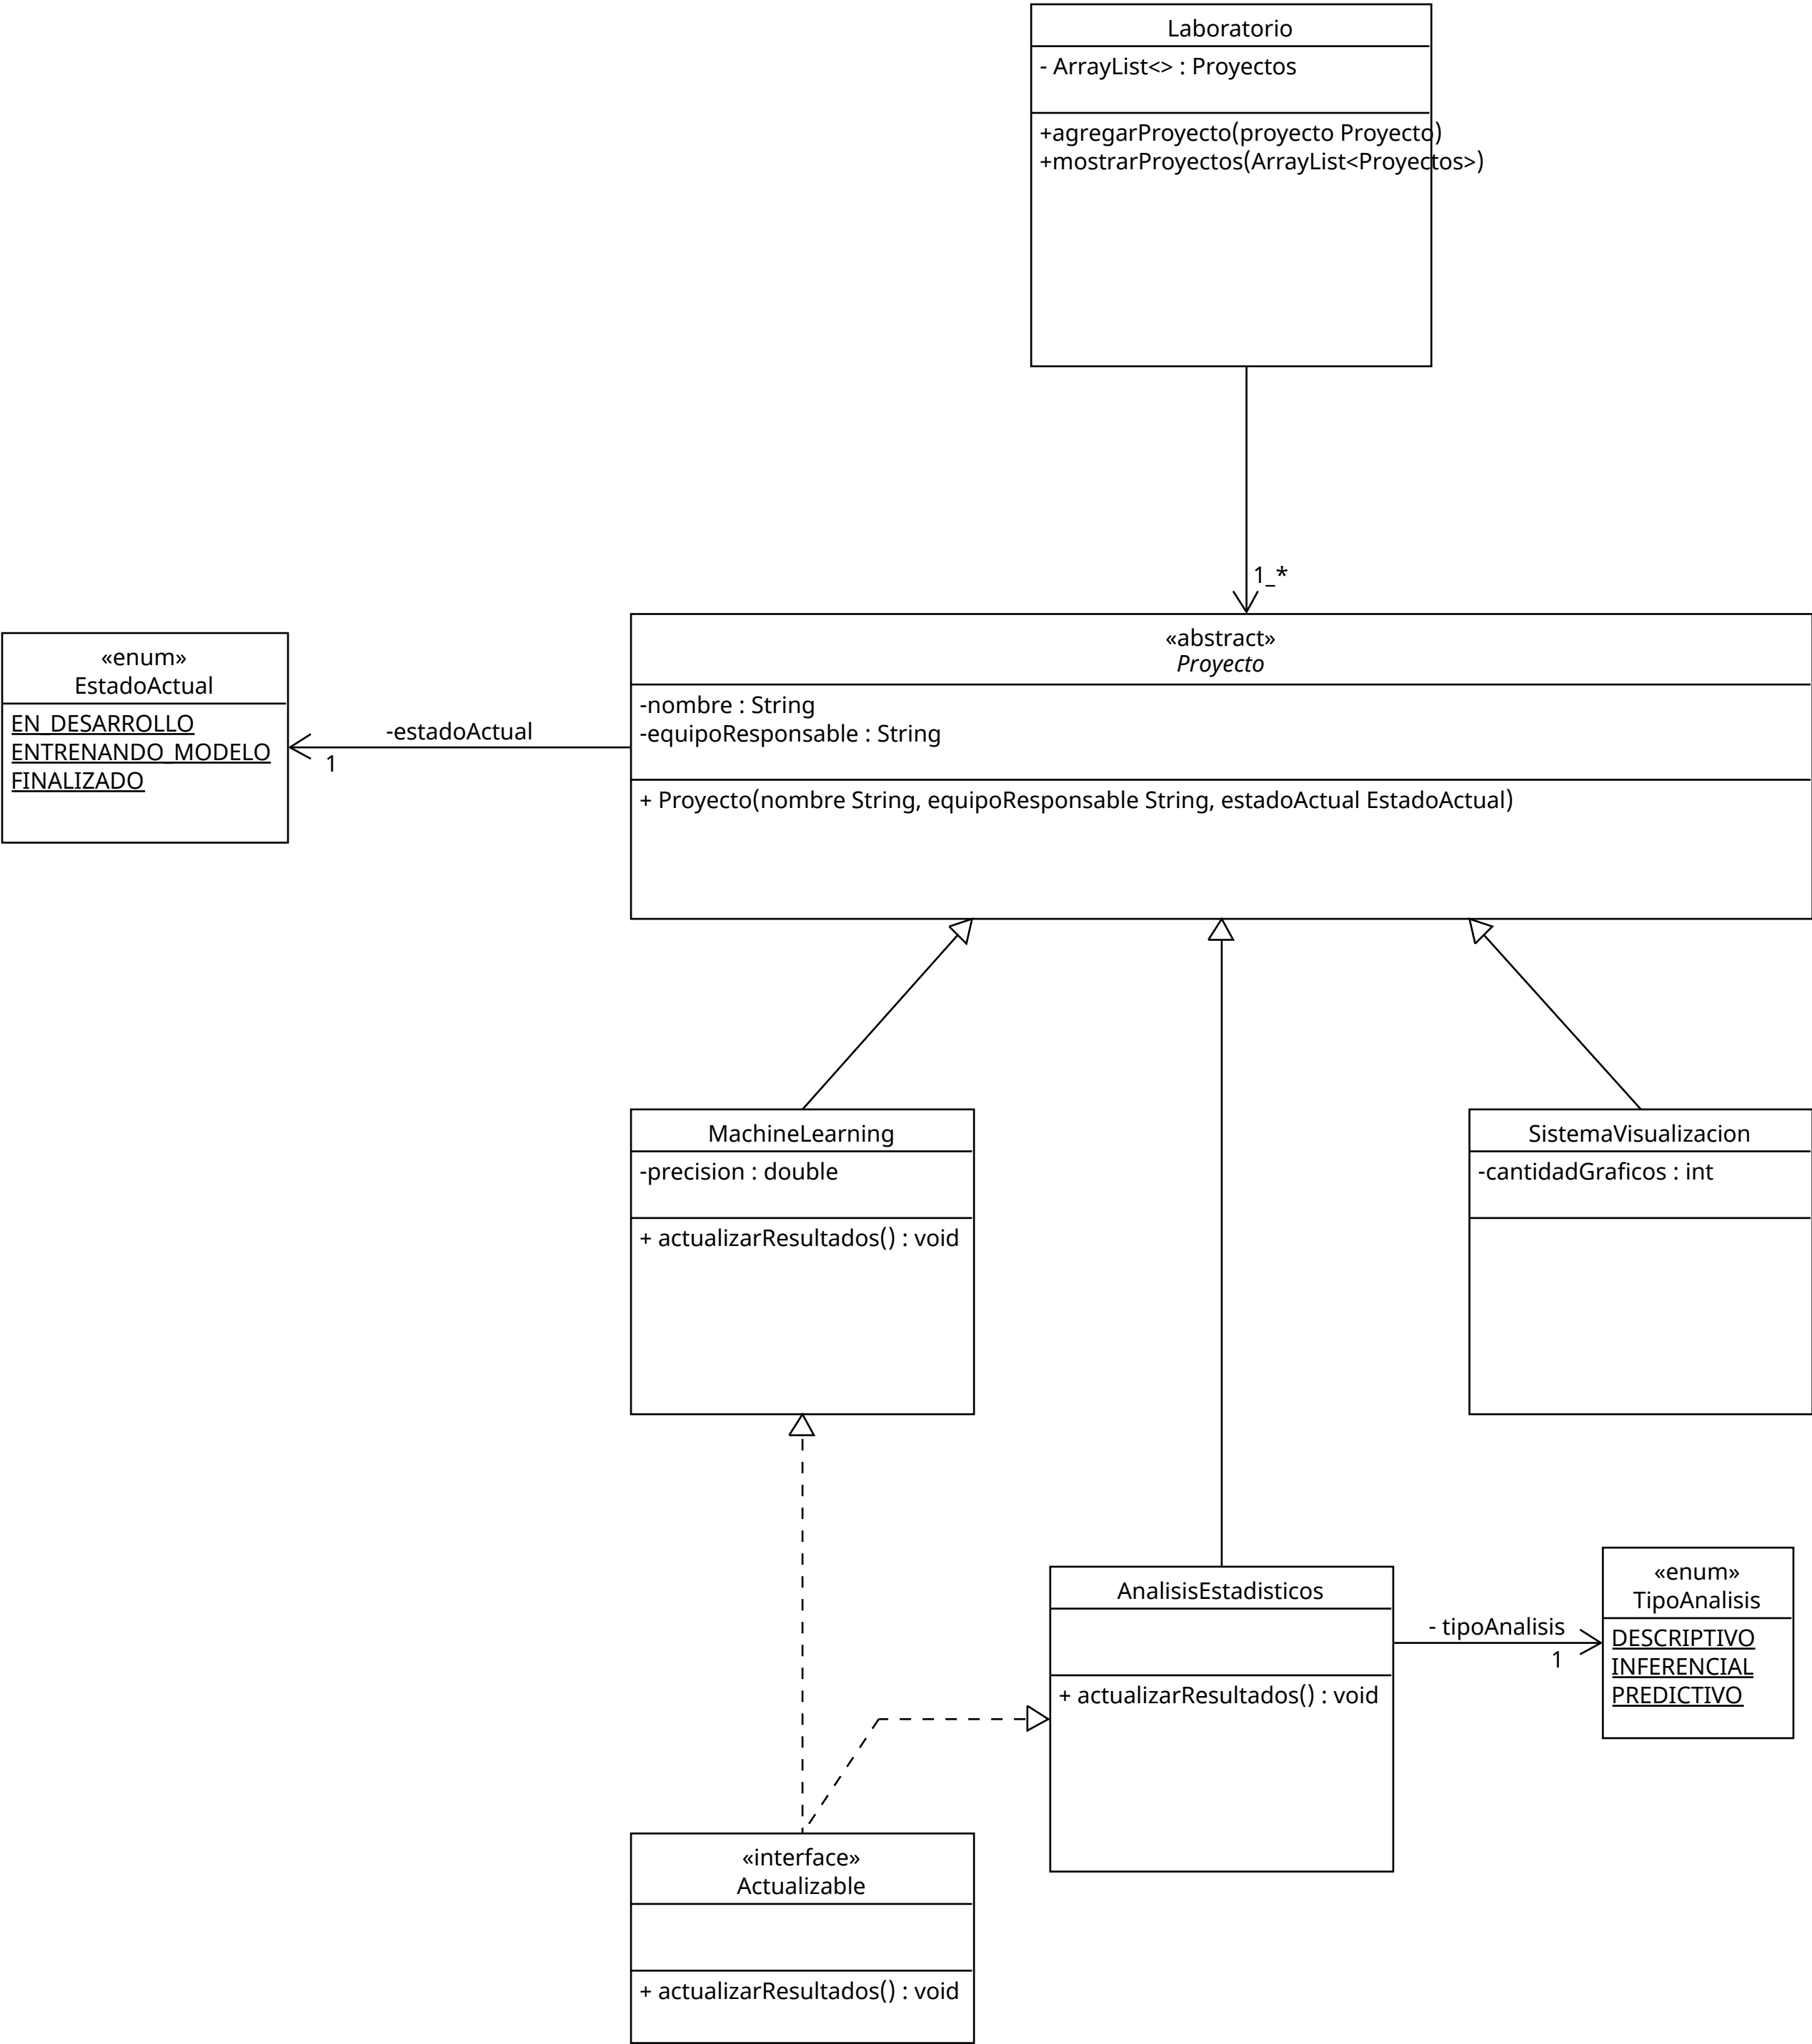 Laboratorio
- ArrayList<> : Proyectos
+agregarProyecto(proyecto Proyecto)
+mostrarProyectos(ArrayList<Proyectos>)
1_*
«abstract»
Proyecto
-nombre : String
-equipoResponsable : String
+ Proyecto(nombre String, equipoResponsable String, estadoActual EstadoActual)
«enum»
EstadoActual
EN_DESARROLLO
ENTRENANDO_MODELO
FINALIZADO
-estadoActual
1
MachineLearning
-precision : double
+ actualizarResultados() : void
SistemaVisualizacion
-cantidadGraficos : int
AnalisisEstadisticos
+ actualizarResultados() : void
- tipoAnalisis
1
«enum»
TipoAnalisis
DESCRIPTIVO
INFERENCIAL
PREDICTIVO
«interface»
Actualizable
+ actualizarResultados() : void